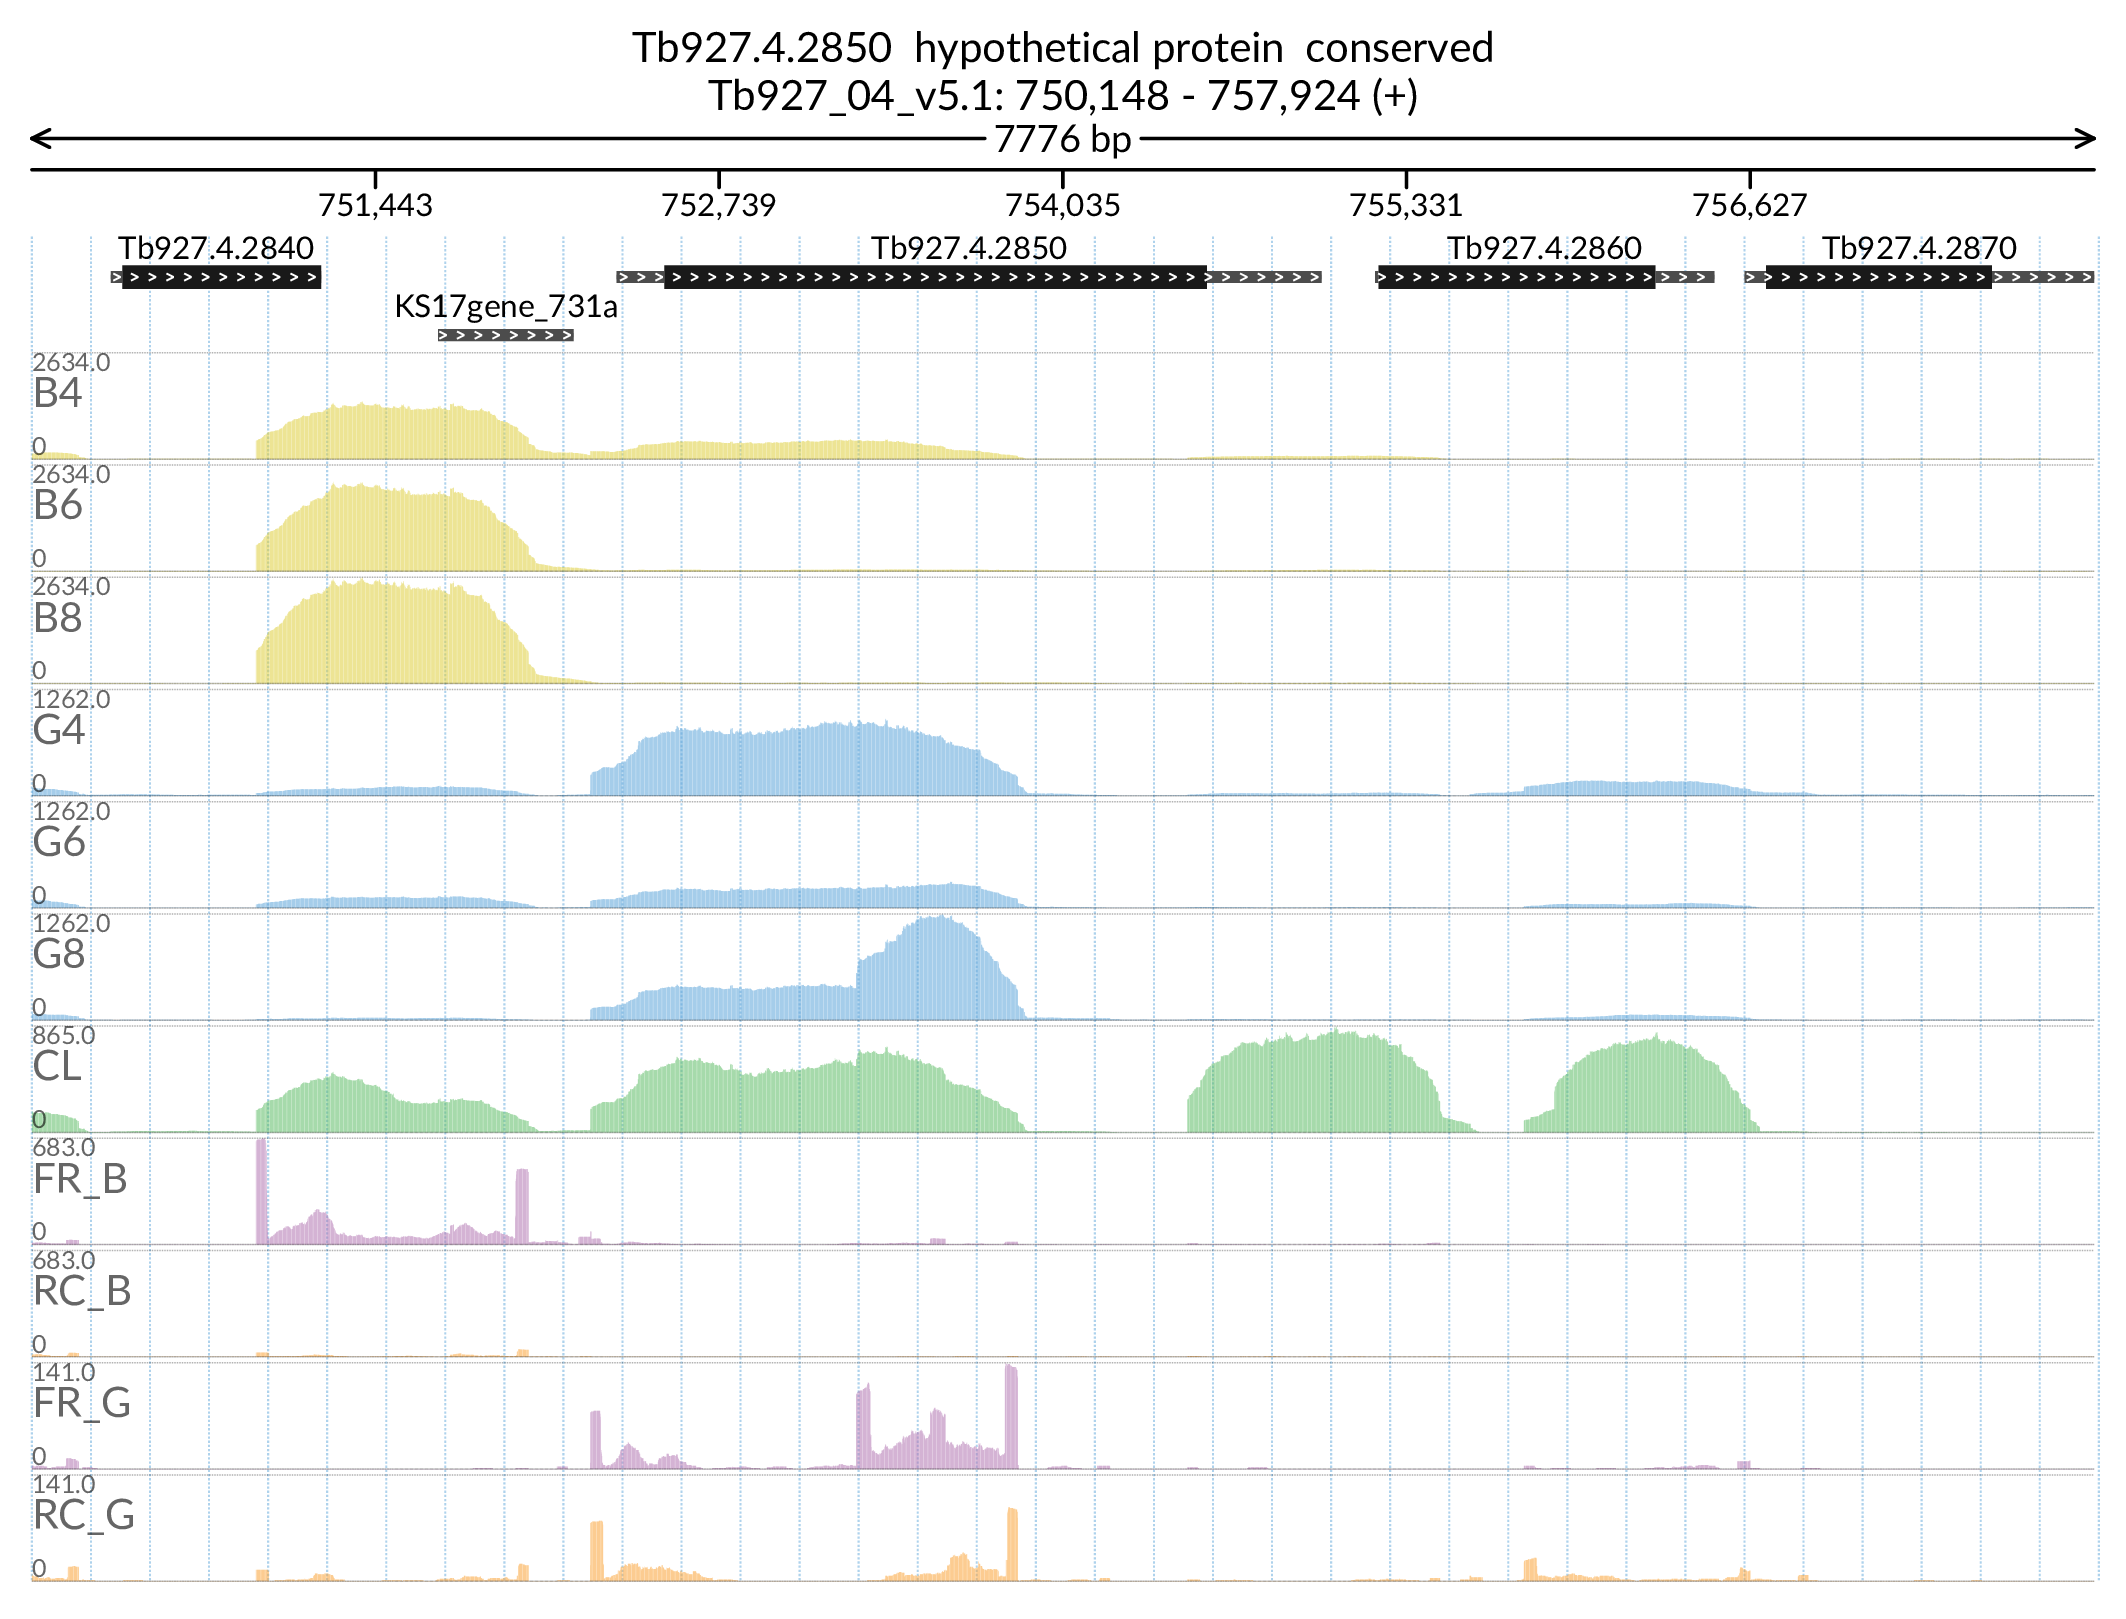 Tb927.4.2850  hypothetical protein  conserved
Tb927_04_v5.1: 750,148 - 757,924 (+)
7776 bp
751,443 752,739 754,035 755,331 756,627
Tb927.4.2840 Tb927.4.2850 Tb927.4.2860 Tb927.4.2870
KS17gene_731a
2634.0
B4
0
2634.0
B6
0
2634.0
B8
0
1262.0
G4
0
1262.0
G6
0
1262.0
G8
0
865.0
CL
0
683.0
FR_B
0
683.0
RC_B
0
141.0
FR_G
0
141.0
RC_G
0